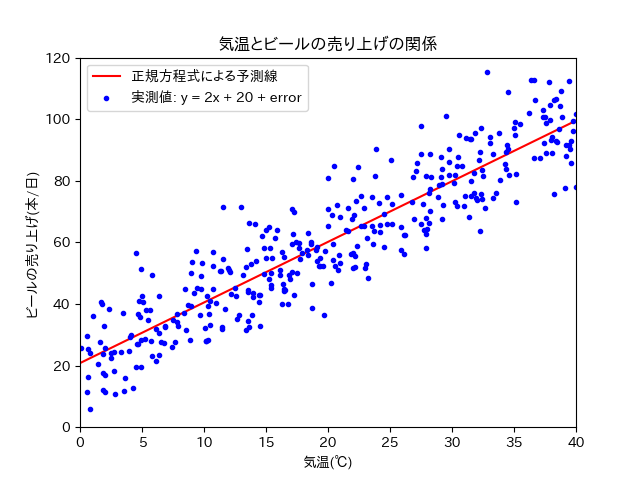 気温とビールの売り上げの関係
正規方程式による予測線
実測値: y = 2x + 20 + error
ビールの売り上げ(本/日)
120
100
80
60
40
20
0
0 5 10 15 20 25 30 35 40
気温(℃)